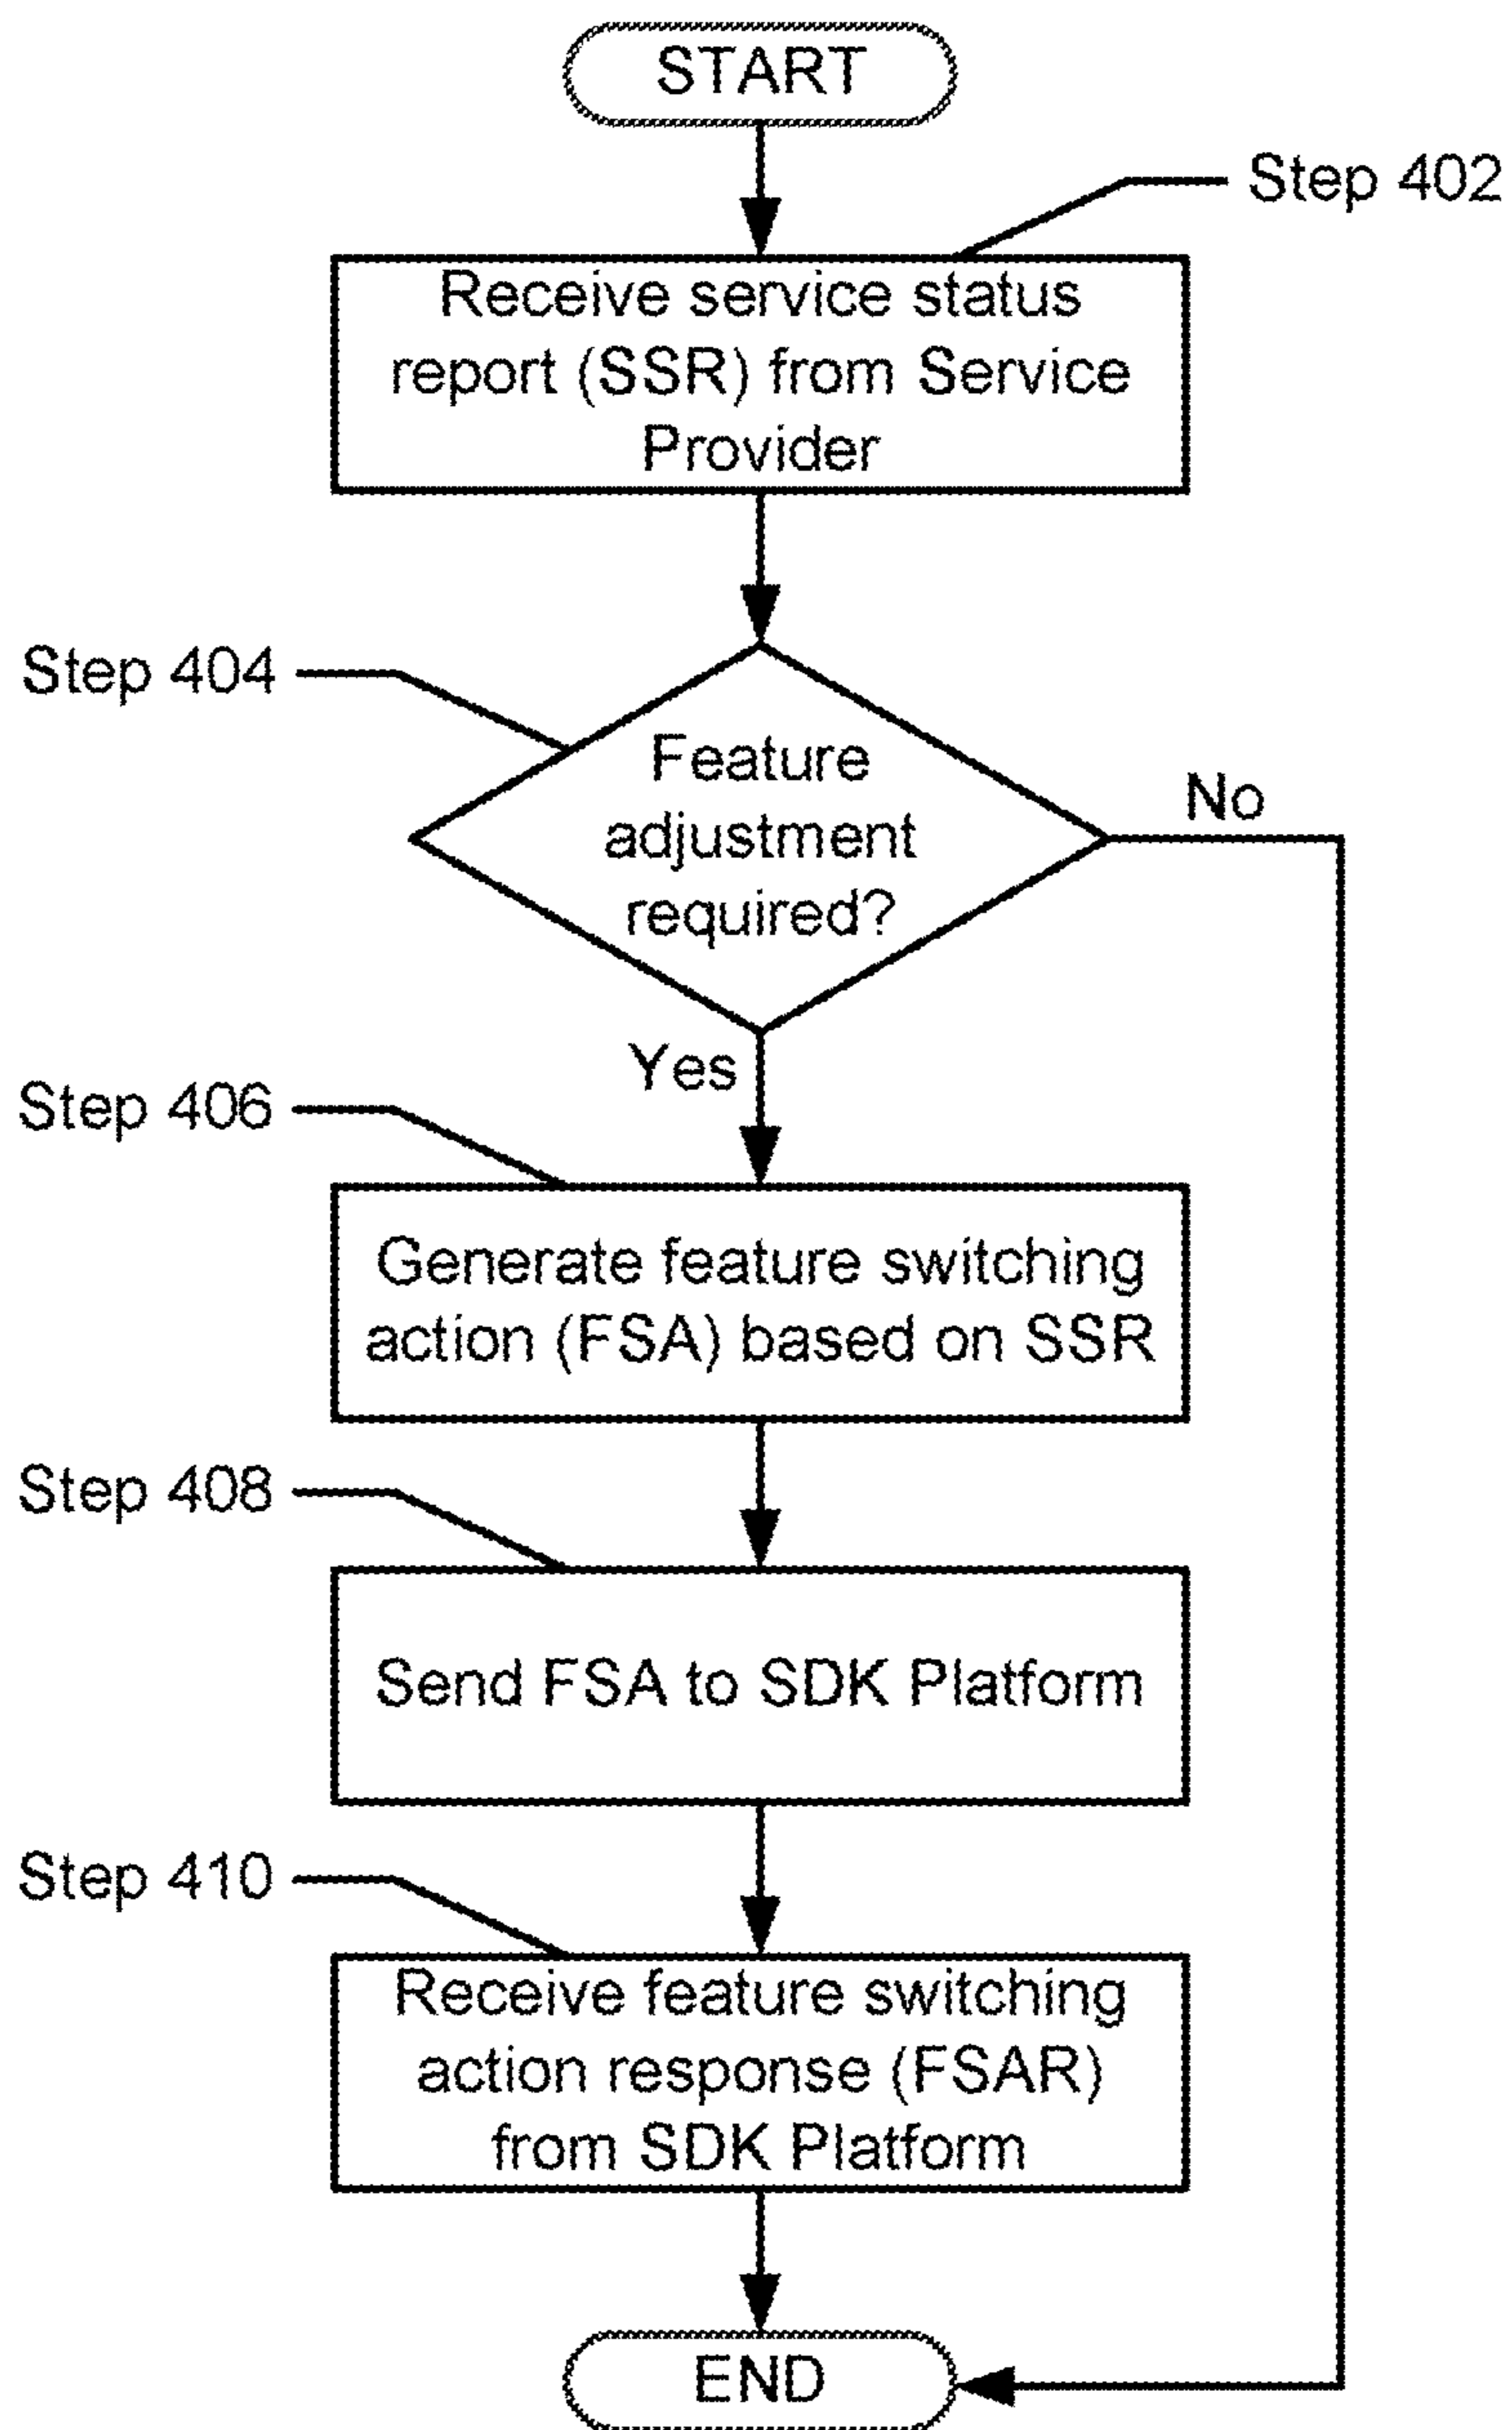 START
Step 402
Receive service status
report (SSR) from Service
Provider
Step 404
Feature
adjustment
required?
No
Yes
Step 406
Generate feature switching
action (FSA) based on SSR
Step 408
Send FSA to SDK Platform
Step 410
Receive feature switching
action response (FSAR)
from SDK Platform
END